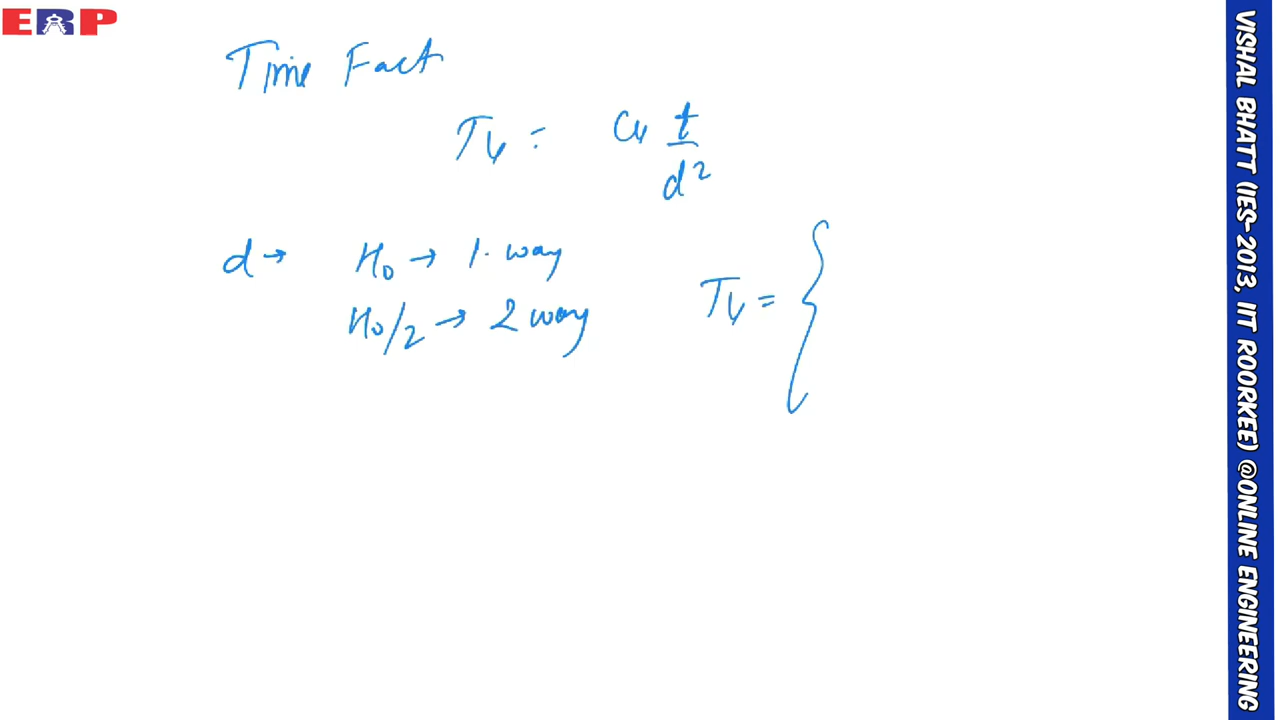 ERP
Time Fact
Tv = Cv t/d²
d → H0 → 1-way
H0/2 → 2 way
Tv = {
VISHAL BHATT (IES-2013, IIT ROORKEE) @ONLINE ENGINEERING